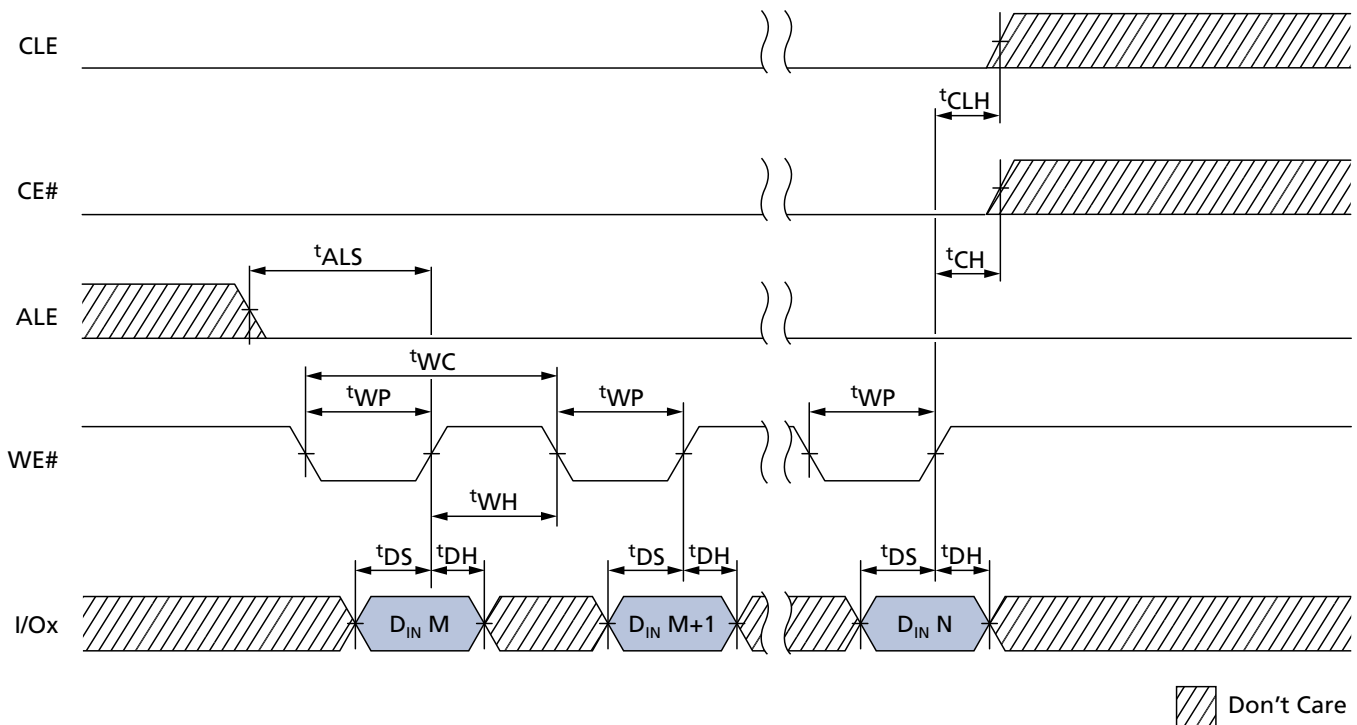 CLE
tCLH
CE#
tALS
tCH
ALE
tWC
tWP tWP tWP
WE#
tWH
tDS tDH tDS tDH tDS tDH
I/Ox DIN M DIN M+1 DIN N
Don't Care